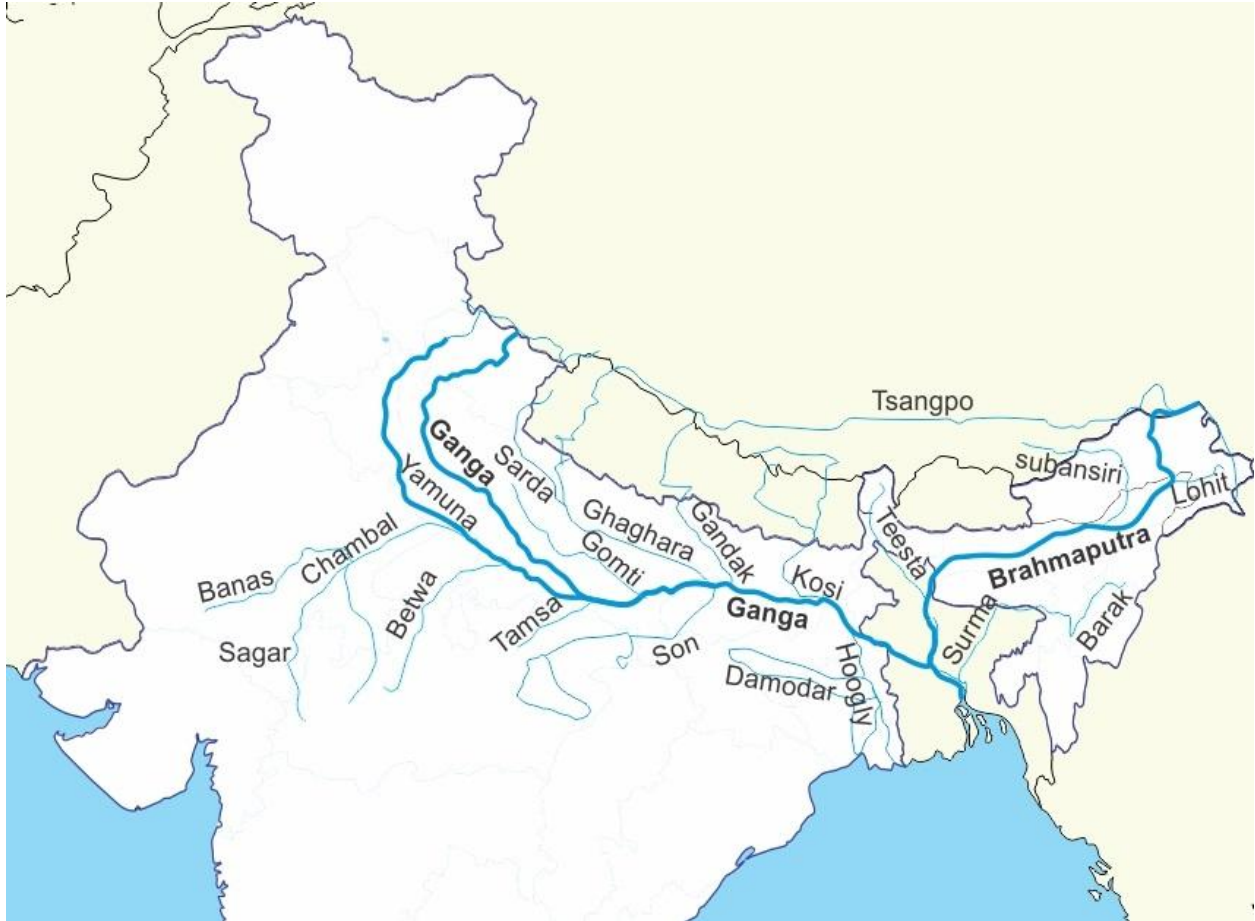 Tsangpo
subansiri
Lohit
Ganga
Sarda
Yamuna
Ghaghara
Gandak
Teesta
Chambal
Gomti
Brahmaputra
Banas
Betwa
Kosi
Ganga
Tamsa
Surma
Barak
Sagar
Son
Hoogly
Damodar